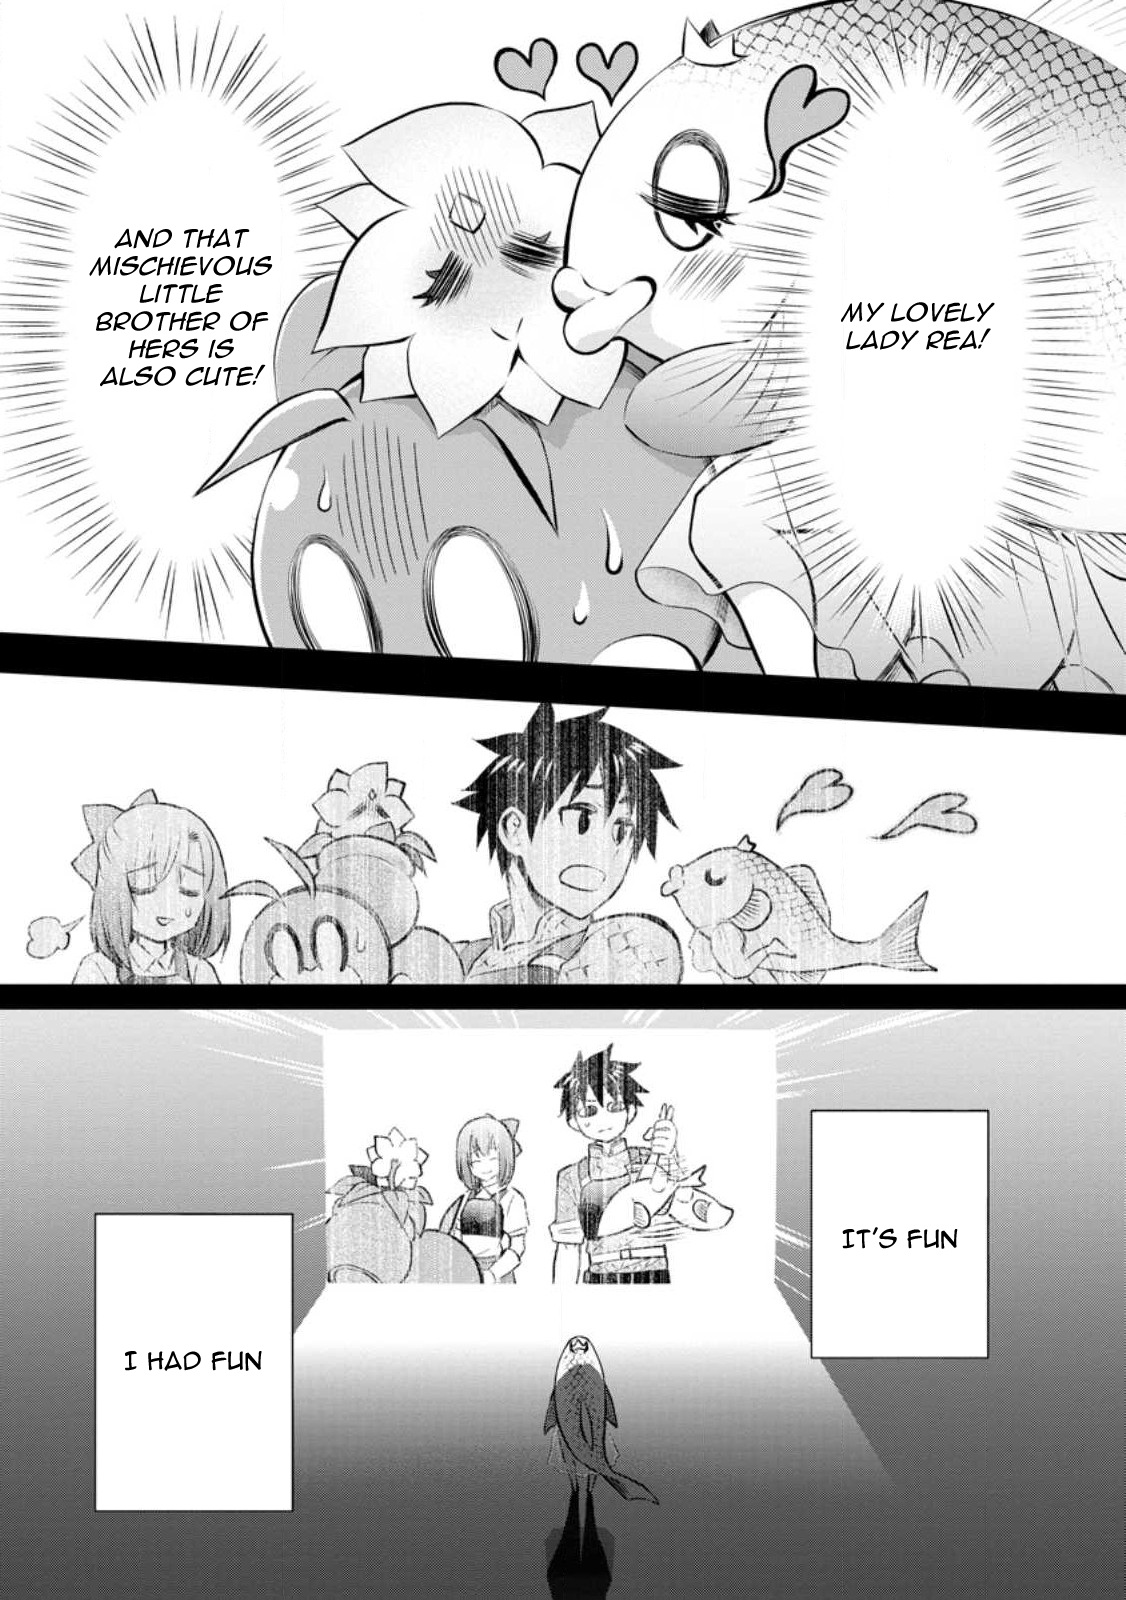 MY LOVELY
LADY REA!
AND THAT
MISCHIEVOUS
LITTLE
BROTHER OF
HERS IS
ALSO CUTE!
IT'S FUN
I HAD FUN